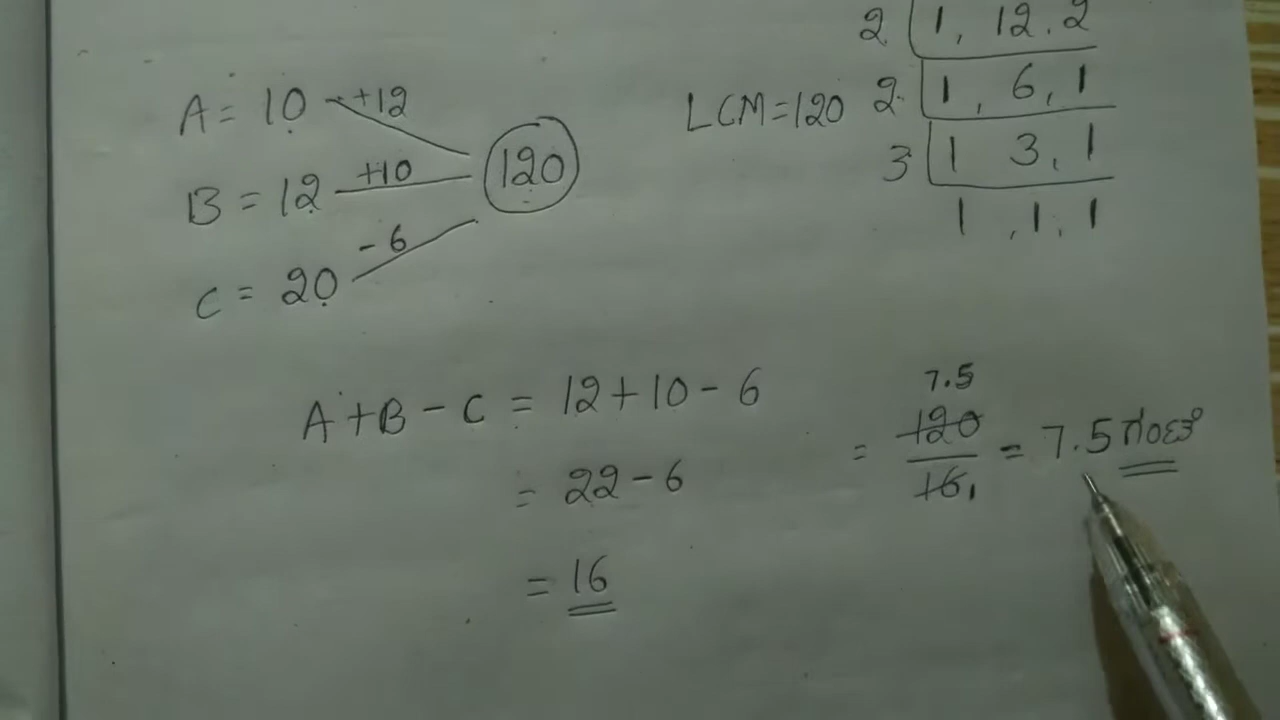 A = 10 +12
B = 12 +10 120
C = 20 -6
LCM=120
2 1, 12.2
2 1, 6, 1
3 1 3, 1
1 , 1, 1
A+B-C = 12+10-6
= 22-6
= 16
7.5
= 120/16, = 7.5 ಗಂಟೆ